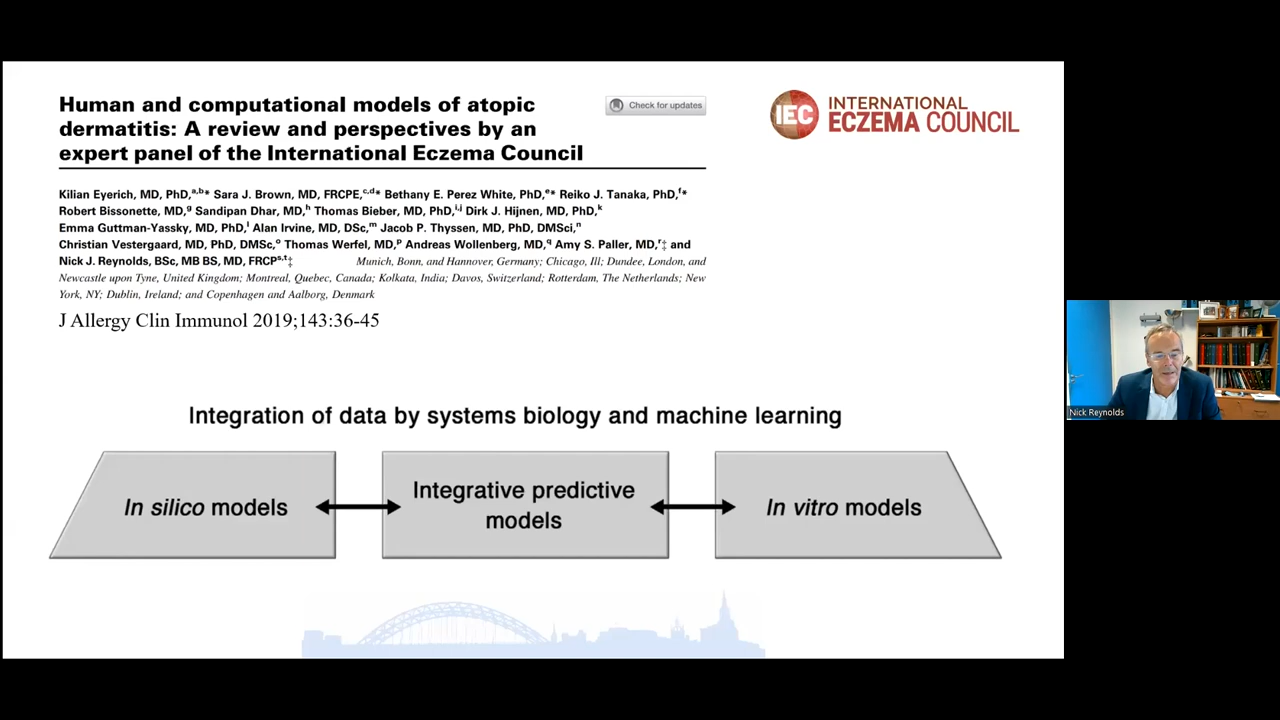 Human and computational models of atopic
dermatitis: A review and perspectives by an
expert panel of the International Eczema Council
Check for updates
IEC
INTERNATIONAL
ECZEMA COUNCIL
Kilian Eyerich, MD, PhD,a,b* Sara J. Brown, MD, FRCPE,c,d* Bethany E. Perez White, PhD,e* Reiko J. Tanaka, PhD,f*
Robert Bissonette, MD,g Sandipan Dhar, MD,h Thomas Bieber, MD, PhD,i,j Dirk J. Hijnen, MD, PhD,k
Emma Guttman-Yassky, MD, PhD,l Alan Irvine, MD, DSc,m Jacob P. Thyssen, MD, PhD, DMSci,n
Christian Vestergaard, MD, PhD, DMSc,o Thomas Werfel, MD,p Andreas Wollenberg, MD,q Amy S. Paller, MD,r‡ and
Nick J. Reynolds, BSc, MB BS, MD, FRCPs,t‡ Munich, Bonn, and Hannover, Germany; Chicago, Ill; Dundee, London, and
Newcastle upon Tyne, United Kingdom; Montreal, Quebec, Canada; Kolkata, India; Davos, Switzerland; Rotterdam, The Netherlands; New
York, NY; Dublin, Ireland; and Copenhagen and Aalborg, Denmark
J Allergy Clin Immunol 2019;143:36-45
Integration of data by systems biology and machine learning
In silico models
Integrative predictive
models
In vitro models
Nick Reynolds